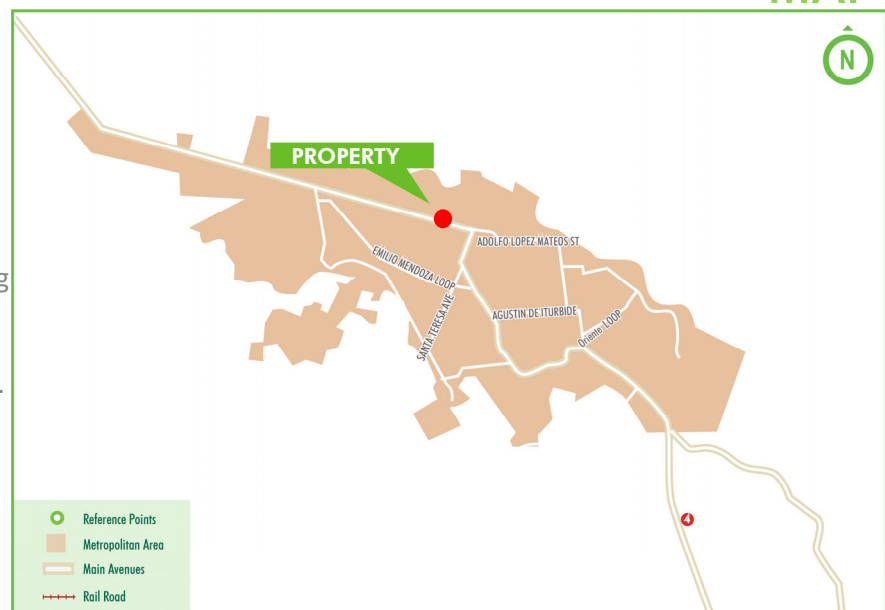 N
PROPERTY
ADOLFO LOPEZ MATEOS ST
EMILIO MENDOZA LOOP
SANTA TERESA AVE
AGUSTIN DE ITURBIDE
Oriente LOOP
4
Reference Points
Metropolitan Area
Main Avenues
Rail Road